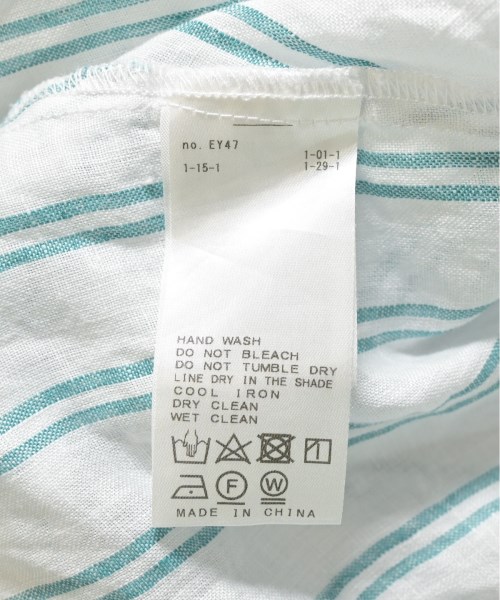 no. EY47
1-15-1 1-01-1
1-29-1
HAND WASH
DO NOT BLEACH
DO NOT TUMBLE DRY
LINE DRY IN THE SHADE
COOL IRON
DRY CLEAN
WET CLEAN
F W
MADE IN CHINA